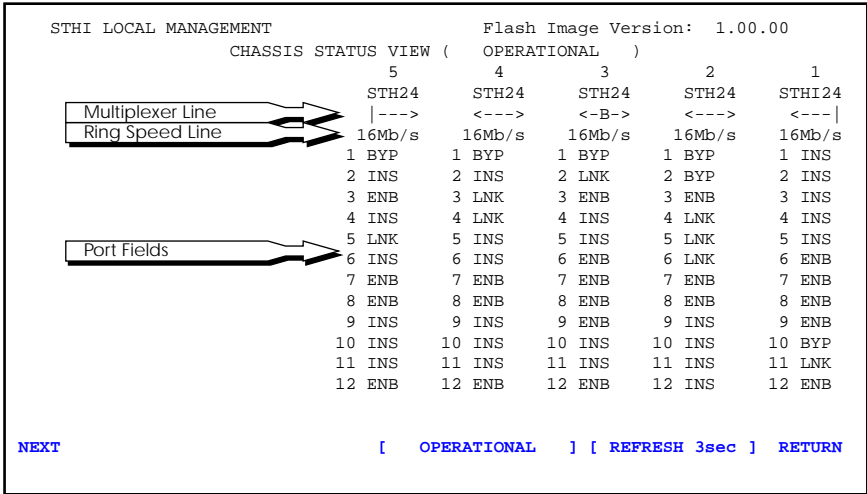 STHI LOCAL MANAGEMENT Flash Image Version: 1.00.00
CHASSIS STATUS VIEW ( OPERATIONAL )
5 4 3 2 1
STH24 STH24 STH24 STH24 STHI24
Multiplexer Line |---> <---> <-B-> <---> <---|
Ring Speed Line 16Mb/s 16Mb/s 16Mb/s 16Mb/s 16Mb/s
1 BYP 1 BYP 1 BYP 1 BYP 1 INS
2 INS 2 INS 2 LNK 2 BYP 2 INS
3 ENB 3 LNK 3 ENB 3 ENB 3 INS
4 INS 4 LNK 4 INS 4 LNK 4 INS
5 LNK 5 INS 5 INS 5 LNK 5 INS
Port Fields
6 INS 6 INS 6 ENB 6 LNK 6 ENB
7 ENB 7 ENB 7 ENB 7 ENB 7 ENB
8 ENB 8 ENB 8 ENB 8 ENB 8 ENB
9 INS 9 INS 9 ENB 9 INS 9 ENB
10 INS 10 INS 10 INS 10 INS 10 BYP
11 INS 11 INS 11 INS 11 INS 11 LNK
12 ENB 12 ENB 12 ENB 12 INS 12 ENB
NEXT [ OPERATIONAL ] [ REFRESH 3sec ] RETURN